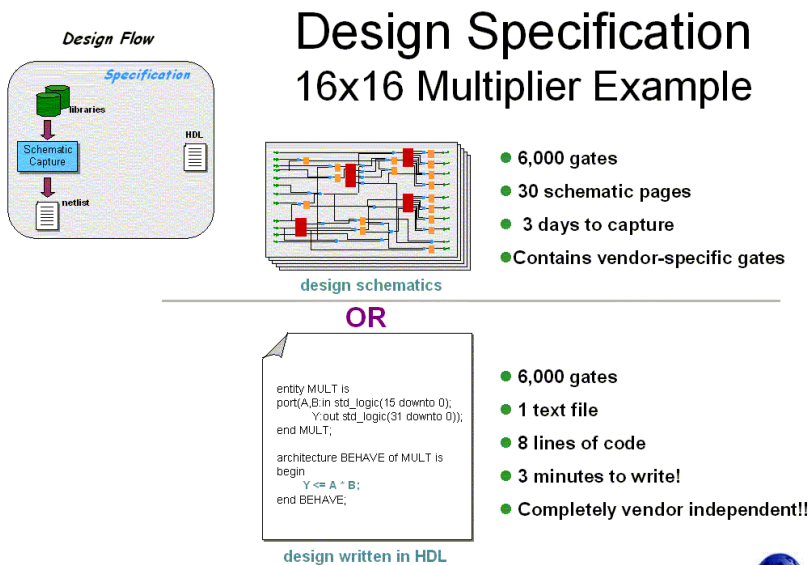 Design Flow
Specification
libraries
Schematic
Capture
netlist
HDL
Design Specification
16x16 Multiplier Example
6,000 gates
30 schematic pages
3 days to capture
Contains vendor-specific gates
design schematics
OR
entity MULT is
port(A,B:in std_logic(15 downto 0);
Y:out std_logic(31 downto 0));
end MULT;
architecture BEHAVE of MULT is
begin
Y <= A * B;
end BEHAVE;
design written in HDL
6,000 gates
1 text file
8 lines of code
3 minutes to write!
Completely vendor independent!!